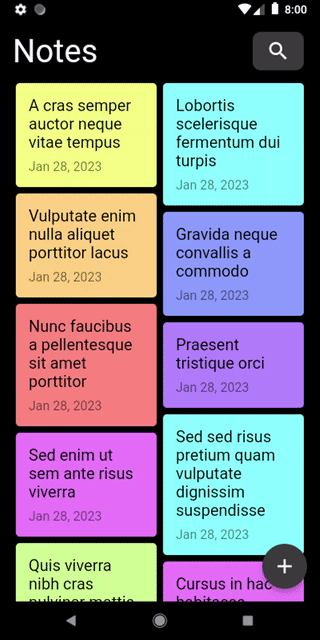 8:00
Notes
A cras semper
auctor neque
vitae tempus
Jan 28, 2023
Lobortis
scelerisque
fermentum dui
turpis
Jan 28, 2023
Vulputate enim
nulla aliquet
porttitor lacus
Jan 28, 2023
Gravida neque
convallis a
commodo
Jan 28, 2023
Nunc faucibus
a pellentesque
sit amet
porttitor
Jan 28, 2023
Praesent
tristique orci
Jan 28, 2023
Sed enim ut
sem ante risus
viverra
Jan 28, 2023
Sed sed risus
pretium quam
vulputate
dignissim
suspendisse
Jan 28, 2023
Quis viverra
nibh cras
pulvinar mattis
Cursus in hac
habitasse